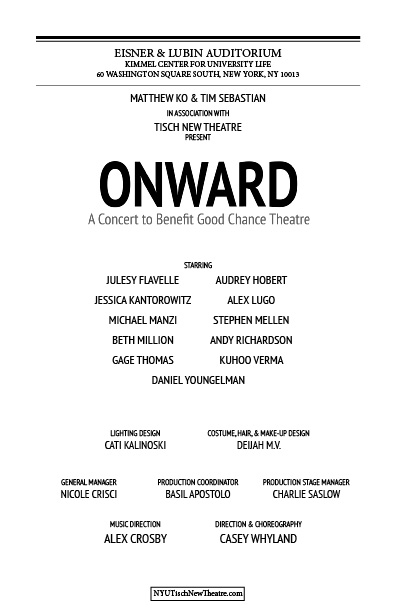 EISNER & LUBIN AUDITORIUM
KIMMEL CENTER FOR UNIVERSITY LIFE
60 WASHINGTON SQUARE SOUTH, NEW YORK, NY 10013
MATTHEW KO & TIM SEBASTIAN
IN ASSOCIATION WITH
TISCH NEW THEATRE
PRESENT
ONWARD
A Concert to Benefit Good Chance Theatre
STARRING
JULESY FLAVELLE AUDREY HOBERT
JESSICA KANTOROWITZ ALEX LUGO
MICHAEL MANZI STEPHEN MELLEN
BETH MILLION ANDY RICHARDSON
GAGE THOMAS KUHOO VERMA
DANIEL YOUNGELMAN
LIGHTING DESIGN COSTUME, HAIR, & MAKE-UP DESIGN
CATI KALINOSKI DEIJAH M.V.
GENERAL MANAGER PRODUCTION COORDINATOR PRODUCTION STAGE MANAGER
NICOLE CRISCI BASIL APOSTOLO CHARLIE SASLOW
MUSIC DIRECTION DIRECTION & CHOREOGRAPHY
ALEX CROSBY CASEY WHYLAND
NYUTischNewTheatre.com